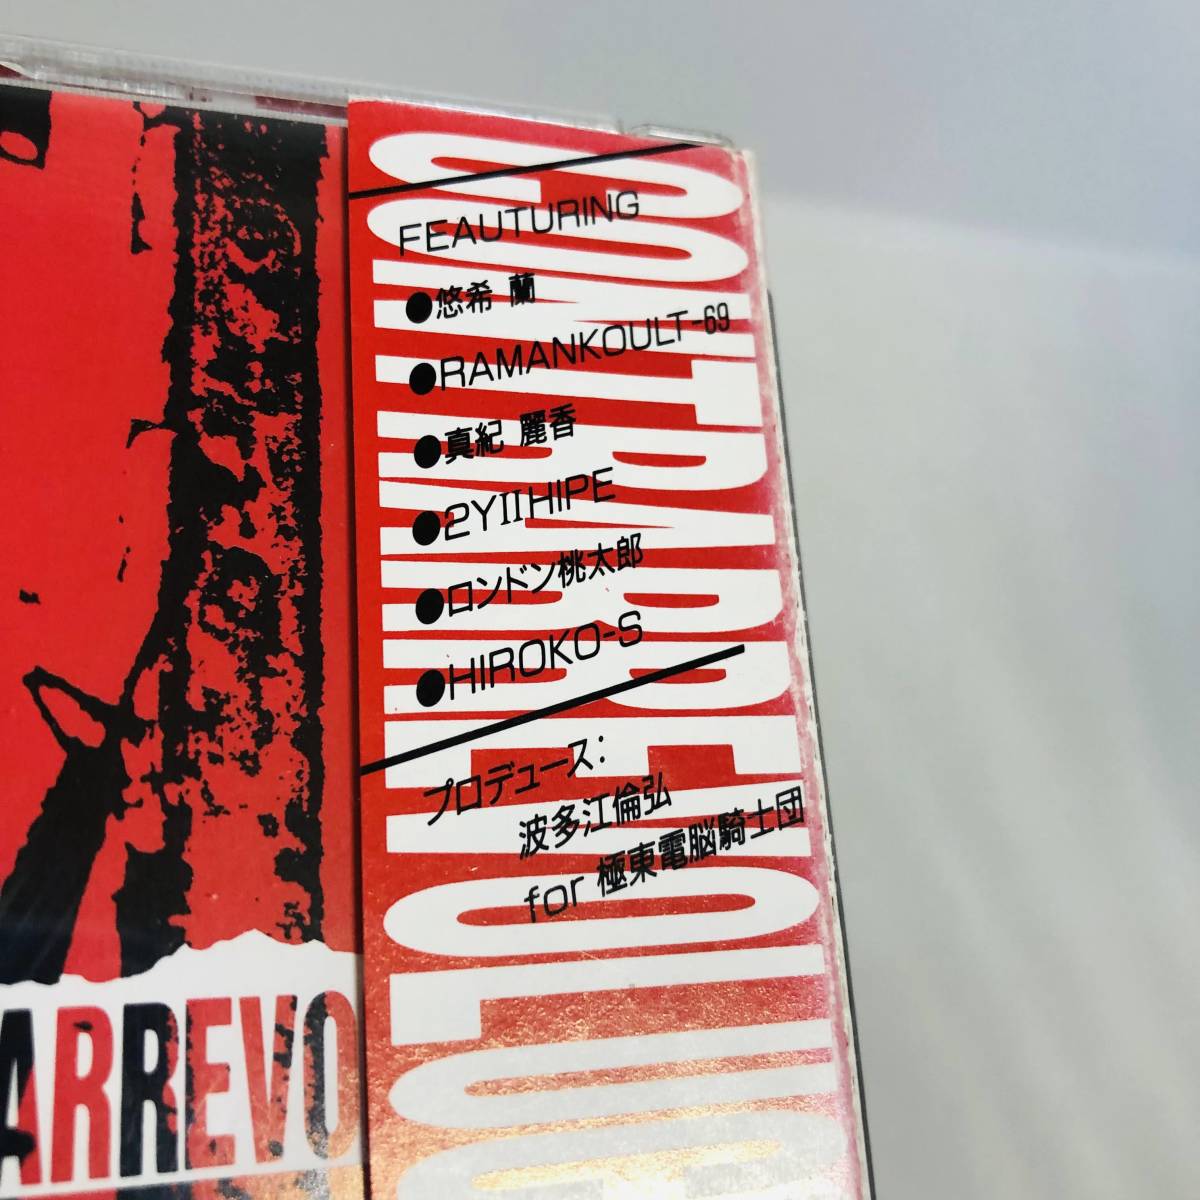 FEAUTURING
●悠希 蘭
●RAMANKOULT-69
●真紀 麗香
●2YIIHIPE
●ロンドン桃太郎
●HIROKO-S
プロデュース:
波多江倫弘
for 極東電脳騎士団
ARREVO